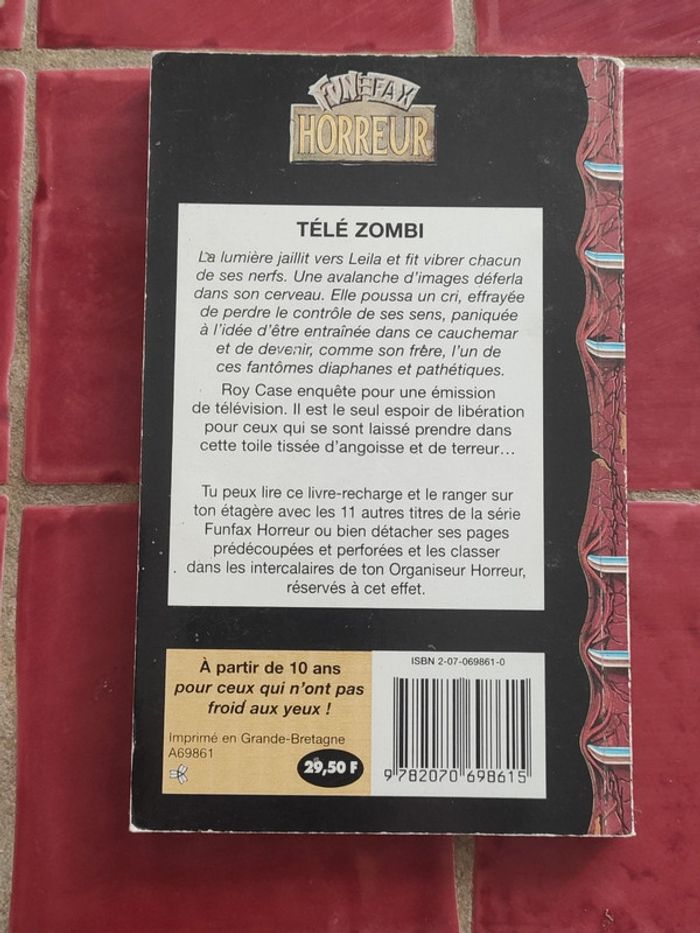 FUN FAX
HORREUR
TÉLÉ ZOMBI
La lumière jaillit vers Leila et fit vibrer chacun
de ses nerfs. Une avalanche d'images déferla
dans son cerveau. Elle poussa un cri, effrayée
de perdre le contrôle de ses sens, paniquée
à l'idée d'être entraînée dans ce cauchemar
et de devenir, comme son frère, l'un de
ces fantômes diaphanes et pathétiques.
Roy Case enquête pour une émission
de télévision. Il est le seul espoir de libération
pour ceux qui se sont laissé prendre dans
cette toile tissée d'angoisse et de terreur…
Tu peux lire ce livre-recharge et le ranger sur
ton étagère avec les 11 autres titres de la série
Funfax Horreur ou bien détacher ses pages
prédécoupées et perforées et les classer
dans les intercalaires de ton Organiseur Horreur,
réservés à cet effet.
À partir de 10 ans
pour ceux qui n'ont pas
froid aux yeux !
Imprimé en Grande-Bretagne
A69861
29,50 F
ISBN 2-07-069861-0
9 782070 698615